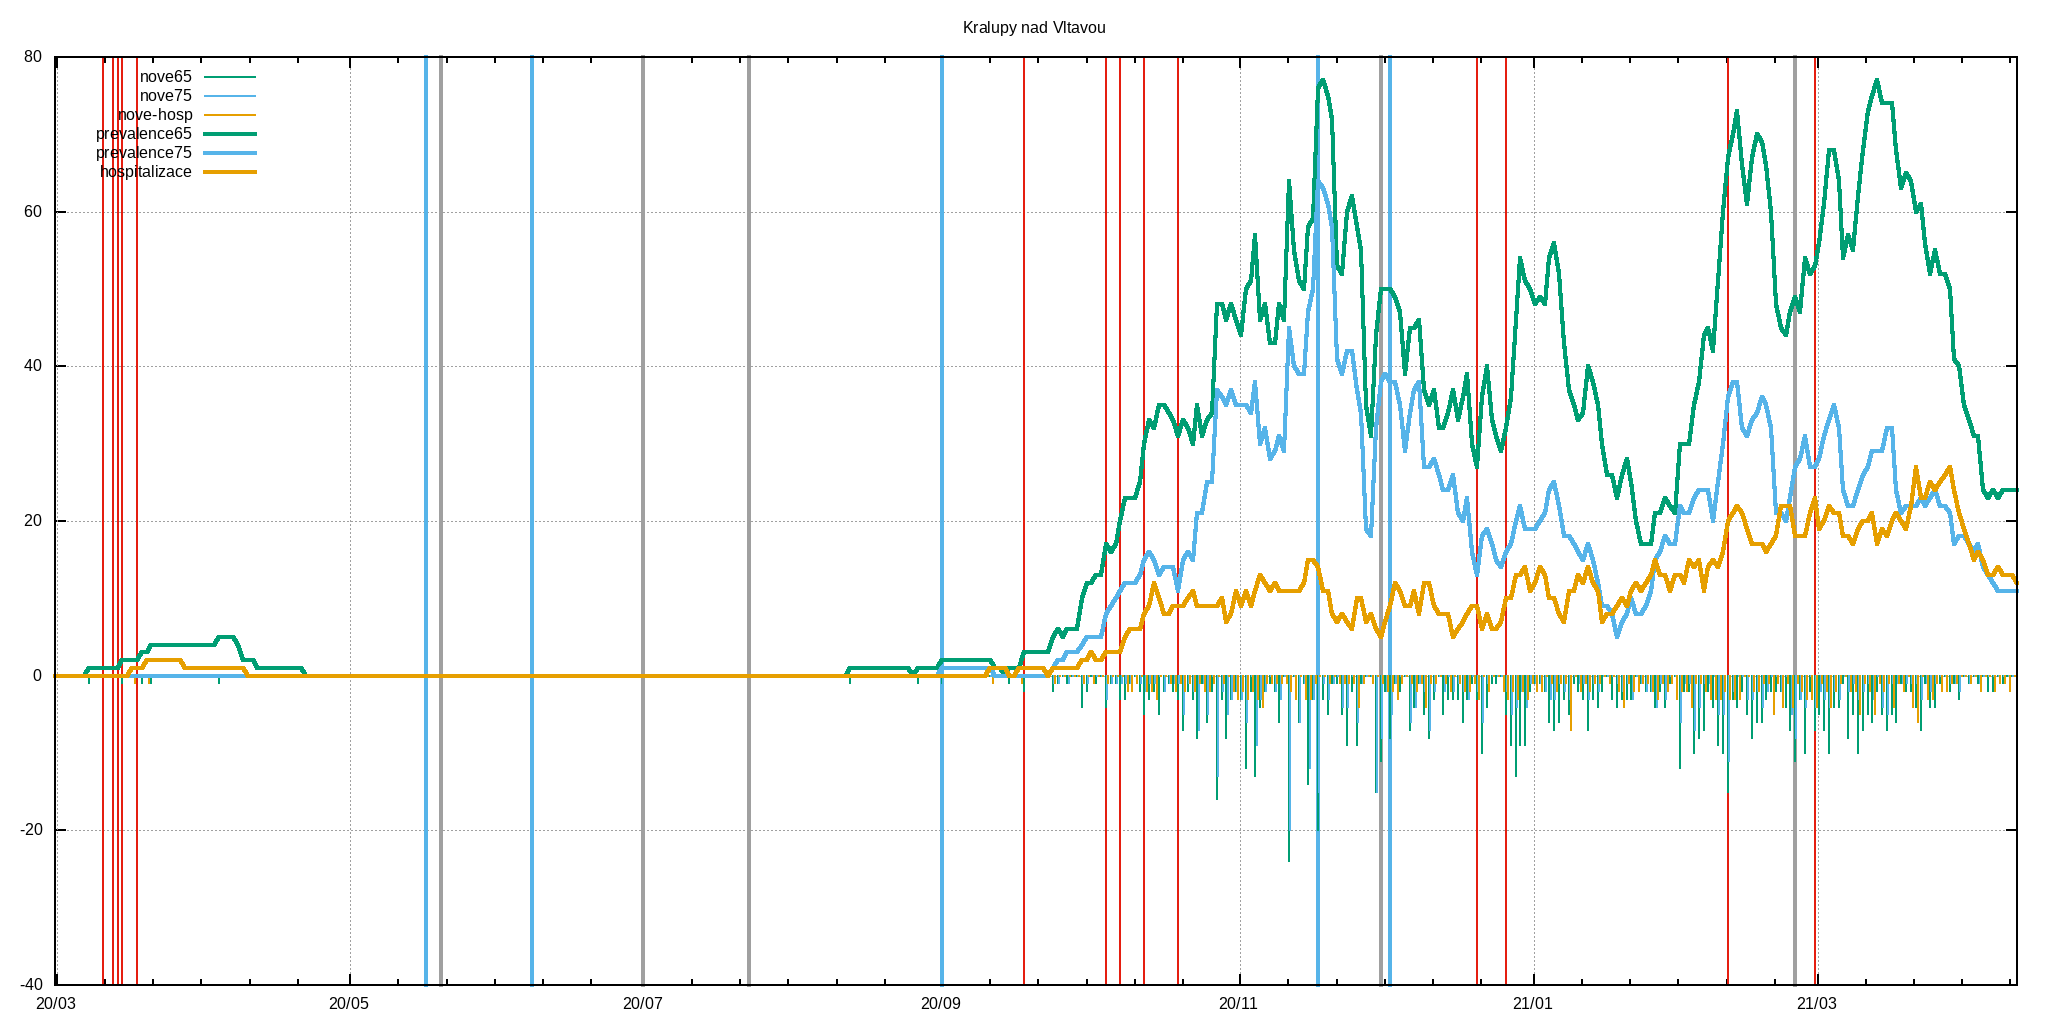 Kralupy nad Vltavou
80
nove65
nove75
nove-hosp
prevalence65
prevalence75
hospitalizace
60
40
20
0
-20
-40
20/03 20/05 20/07 20/09 20/11 21/01 21/03